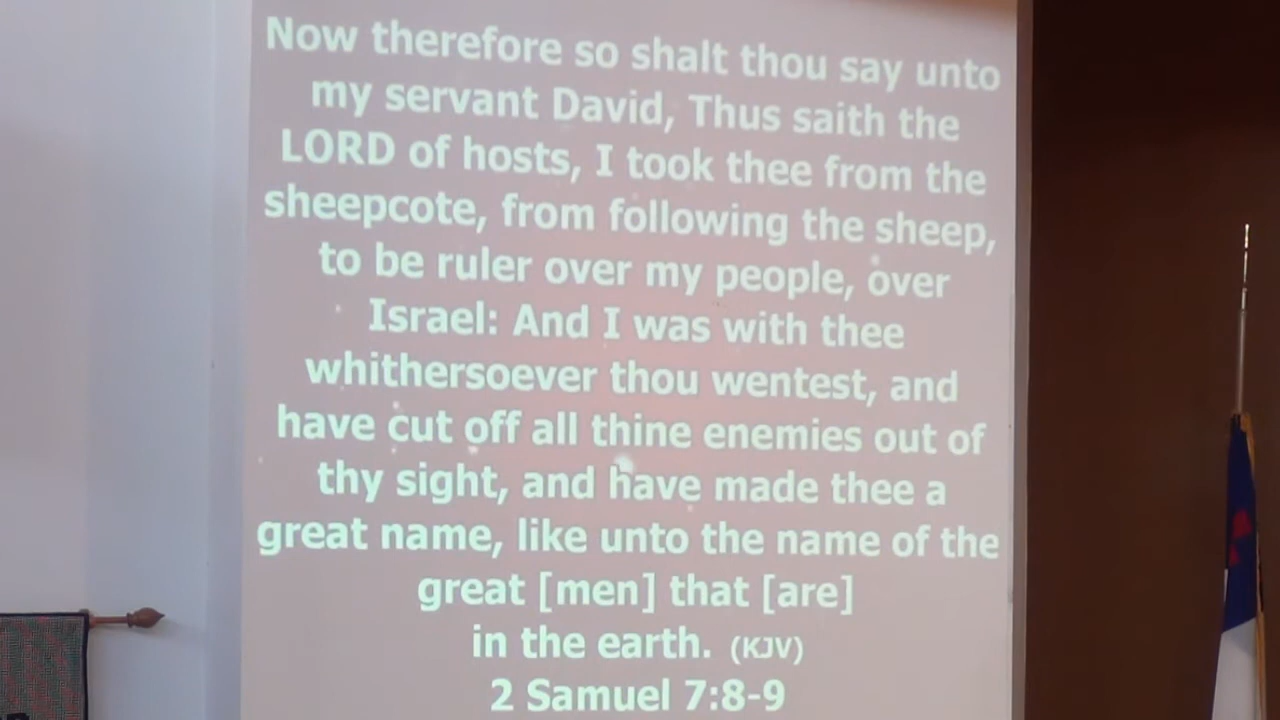 Now therefore so shalt thou say unto
my servant David, Thus saith the
LORD of hosts, I took thee from the
sheepcote, from following the sheep,
to be ruler over my people, over
Israel: And I was with thee
whithersoever thou wentest, and
have cut off all thine enemies out of
thy sight, and have made thee a
great name, like unto the name of the
great [men] that [are]
in the earth. (KJV)
2 Samuel 7:8-9